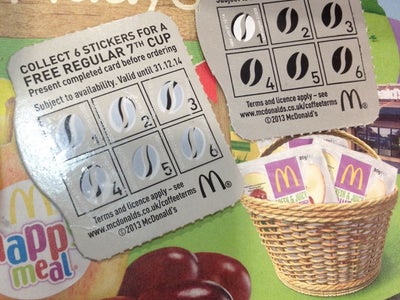 COLLECT 6 STICKERS FOR A
FREE REGULAR 7TH CUP
Present completed card before ordering
Subject to availability. Valid until 31.12.14
1
2
3
4
5
6
Terms and licence apply – see
www.mcdonalds.co.uk/coffeeterms
©2013 McDonald's
1
2
3
4
5
6
Terms and licence apply – see
www.mcdonalds.co.uk/coffeeterms
©2013 McDonald's
Happy
meal